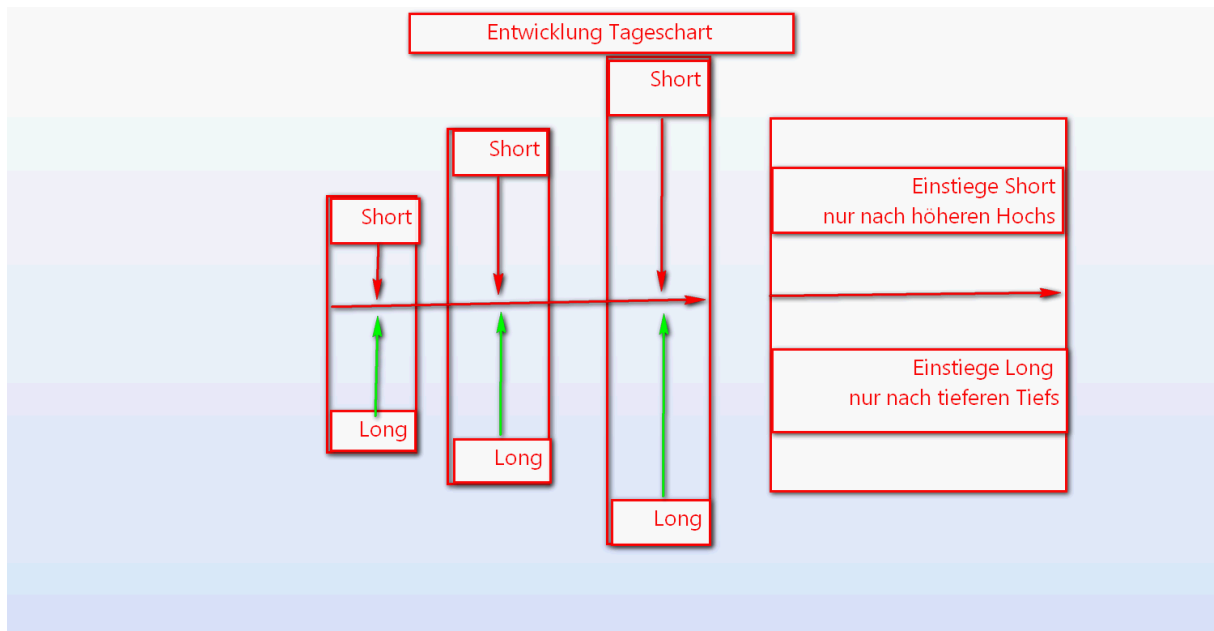 Entwicklung Tageschart
Short
Short
Short
Einstiege Short
nur nach höheren Hochs
Einstiege Long
nur nach tieferen Tiefs
Long
Long
Long